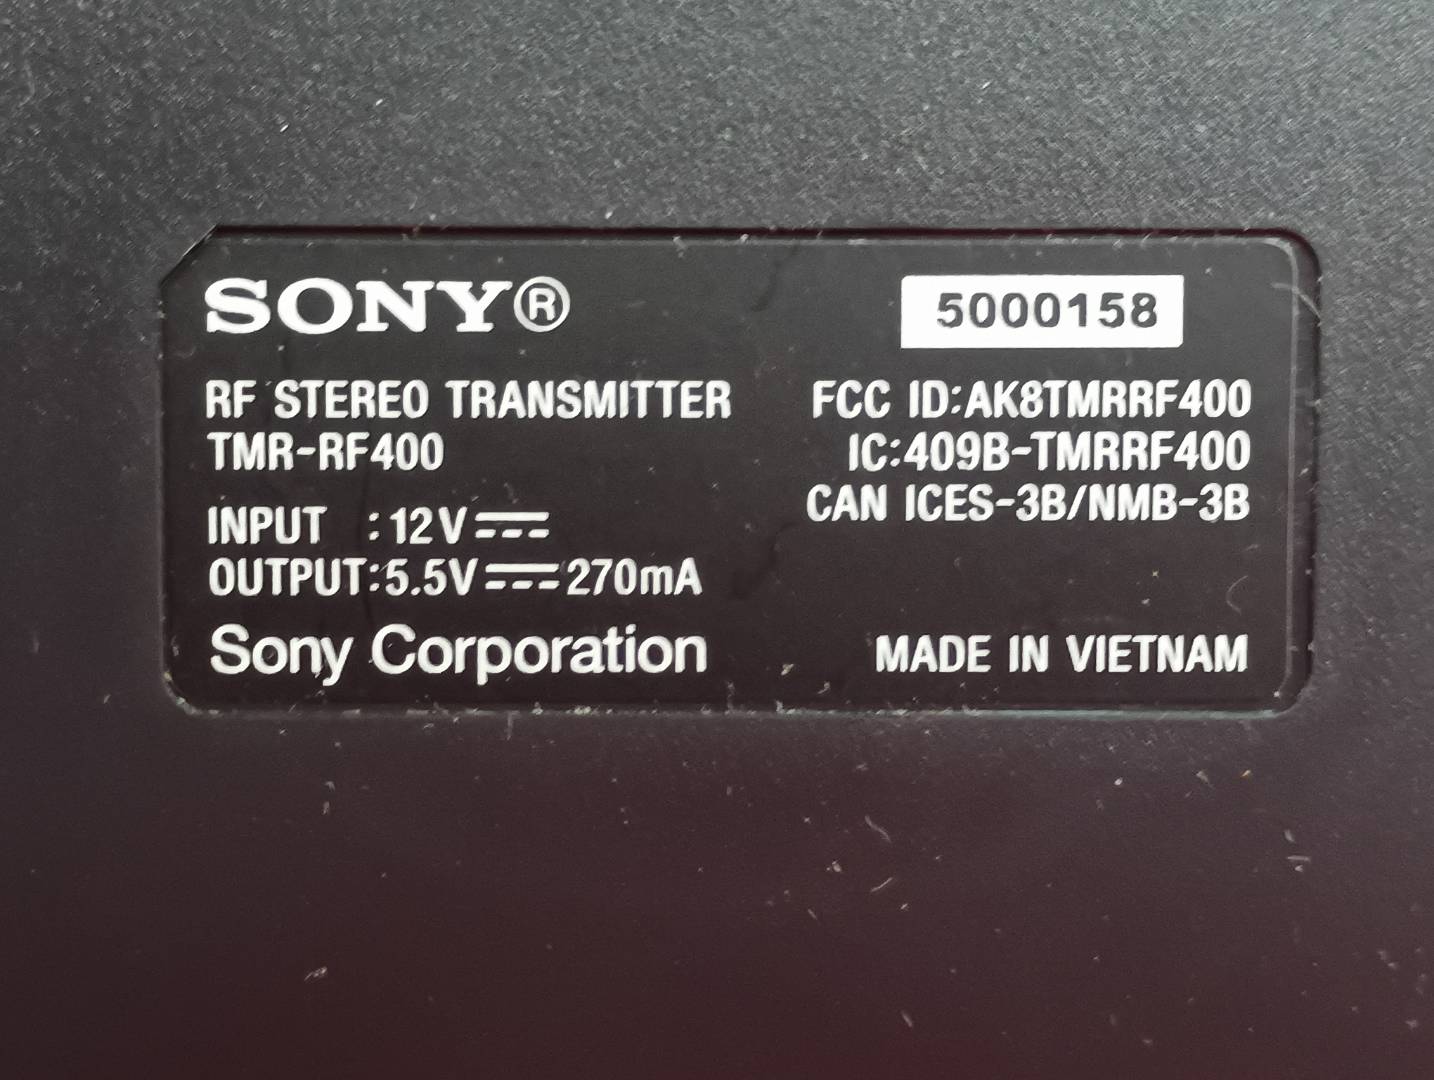 SONY®
5000158
RF STEREO TRANSMITTER
TMR-RF400
FCC ID:AK8TMRRF400
IC:409B-TMRRF400
CAN ICES-3B/NMB-3B
INPUT :12V⎓
OUTPUT:5.5V⎓270mA
Sony Corporation
MADE IN VIETNAM